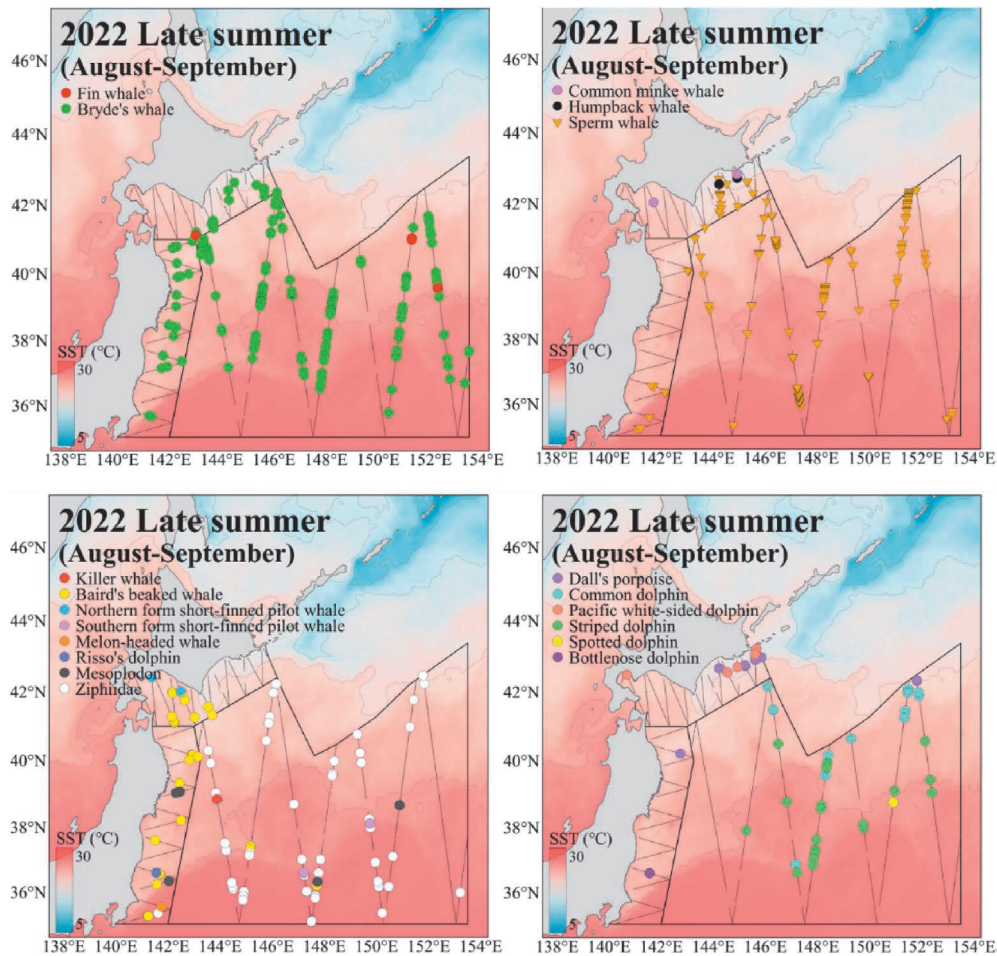 2022 Late summer
(August-September)
Fin whale
Bryde's whale
46°N
44°N
42°N
40°N
38°N
36°N
SST (℃)
30
5
138°E 140°E 142°E 144°E 146°E 148°E 150°E 152°E 154°E
2022 Late summer
(August-September)
Common minke whale
Humpback whale
Sperm whale
46°N
44°N
42°N
40°N
38°N
36°N
SST (℃)
30
5
138°E 140°E 142°E 144°E 146°E 148°E 150°E 152°E 154°E
2022 Late summer
(August-September)
Killer whale
Baird's beaked whale
Northern form short-finned pilot whale
Southern form short-finned pilot whale
Melon-headed whale
Risso's dolphin
Mesoplodon
Ziphiidae
46°N
44°N
42°N
40°N
38°N
36°N
SST (℃)
30
5
138°E 140°E 142°E 144°E 146°E 148°E 150°E 152°E 154°E
2022 Late summer
(August-September)
Dall's porpoise
Common dolphin
Pacific white-sided dolphin
Striped dolphin
Spotted dolphin
Bottlenose dolphin
46°N
44°N
42°N
40°N
38°N
36°N
SST (℃)
30
5
138°E 140°E 142°E 144°E 146°E 148°E 150°E 152°E 154°E